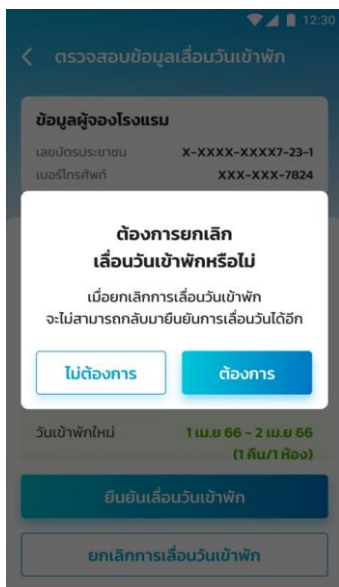 12:30
ตรวจสอบข้อมูลเลื่อนวันเข้าพัก
ข้อมูลผู้จองโรงแรม
เลขบัตรประชาชน X-XXXX-XXXX7-23-1
เบอร์โทรศัพท์ XXX-XXX-7824
ต้องการยกเลิก
เลื่อนวันเข้าพักหรือไม่
เมื่อยกเลิกการเลื่อนวันเข้าพัก
จะไม่สามารถกลับมายืนยันการเลื่อนวันได้อีก
ไม่ต้องการ ต้องการ
วันเข้าพักใหม่ 1 เม.ย 66 - 2 เม.ย 66
(1 คืน/1 ห้อง)
ยืนยันเลื่อนวันเข้าพัก
ยกเลิกการเลื่อนวันเข้าพัก